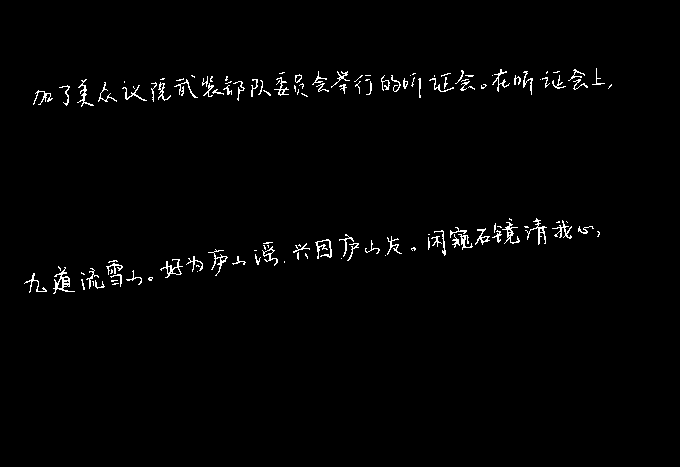 加了美众议院武装部队委员会举行的听证会。在听证会上,
九道流雪山。好为庐山谣,兴因庐山发。闲窥石镜清我心,